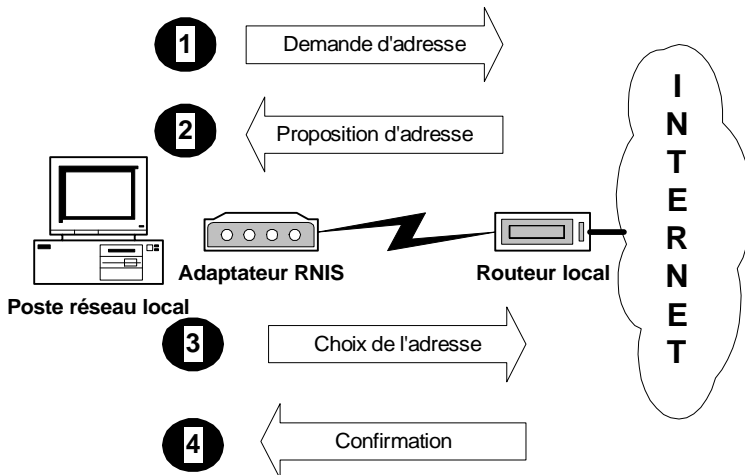 1
Demande d'adresse
2
Proposition d'adresse
INTERNET
Adaptateur RNIS
Routeur local
Poste réseau local
3
Choix de l'adresse
4
Confirmation